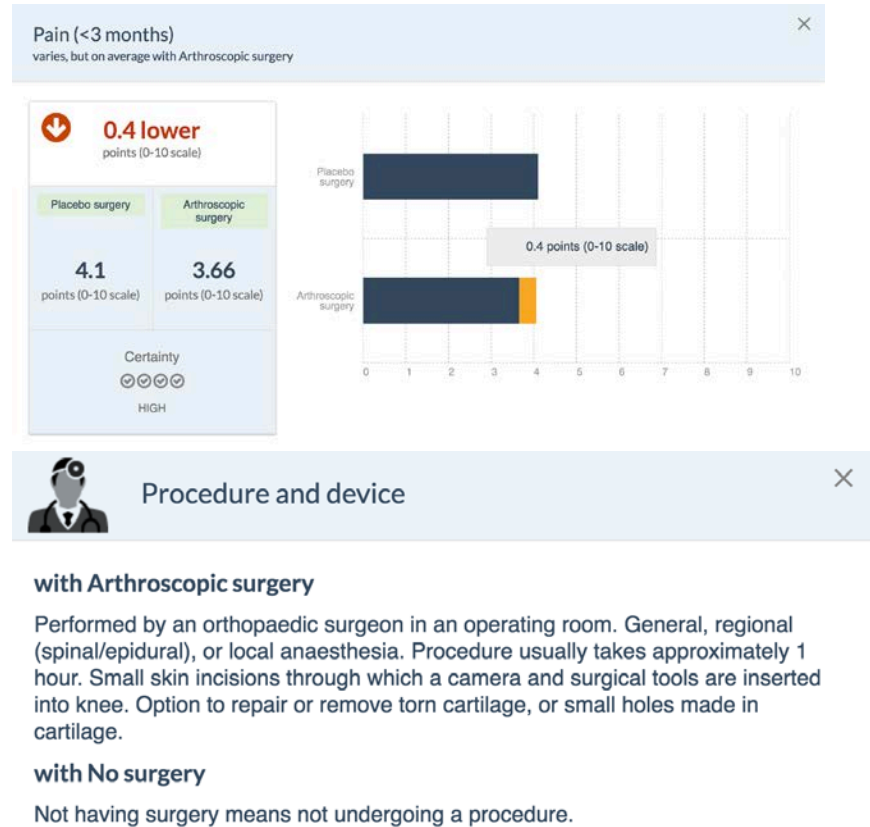 Pain (<3 months)
varies, but on average with Arthroscopic surgery
0.4 lower
points (0-10 scale)
Placebo surgery
Arthroscopic
surgery
4.1
points (0-10 scale)
3.66
points (0-10 scale)
Certainty
HIGH
Placebo
surgery
0.4 points (0-10 scale)
Arthroscopic
surgery
0 1 2 3 4 5 6 7 8 9 10
Procedure and device
with Arthroscopic surgery
Performed by an orthopaedic surgeon in an operating room. General, regional
(spinal/epidural), or local anaesthesia. Procedure usually takes approximately 1
hour. Small skin incisions through which a camera and surgical tools are inserted
into knee. Option to repair or remove torn cartilage, or small holes made in
cartilage.
with No surgery
Not having surgery means not undergoing a procedure.